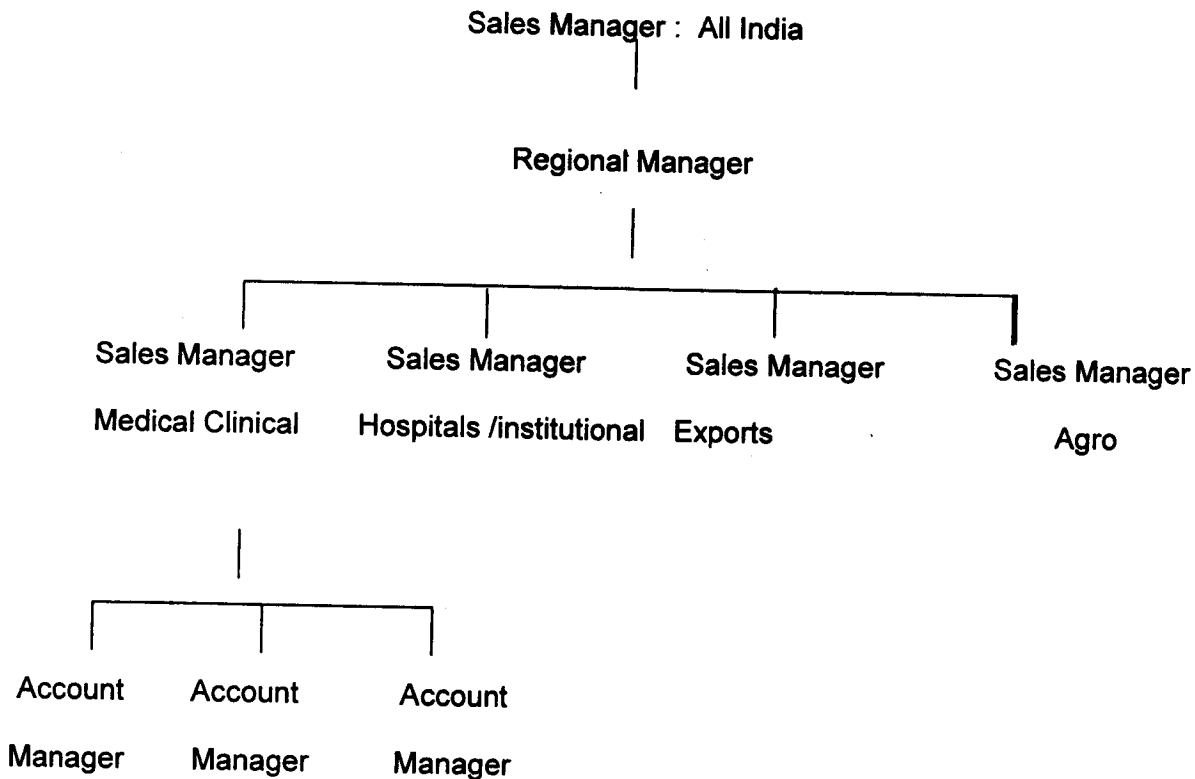 Sales Manager : All India
Regional Manager
Sales Manager Sales Manager Sales Manager Sales Manager
Medical Clinical Hospitals /institutional Exports Agro
Account Account Account
Manager Manager Manager